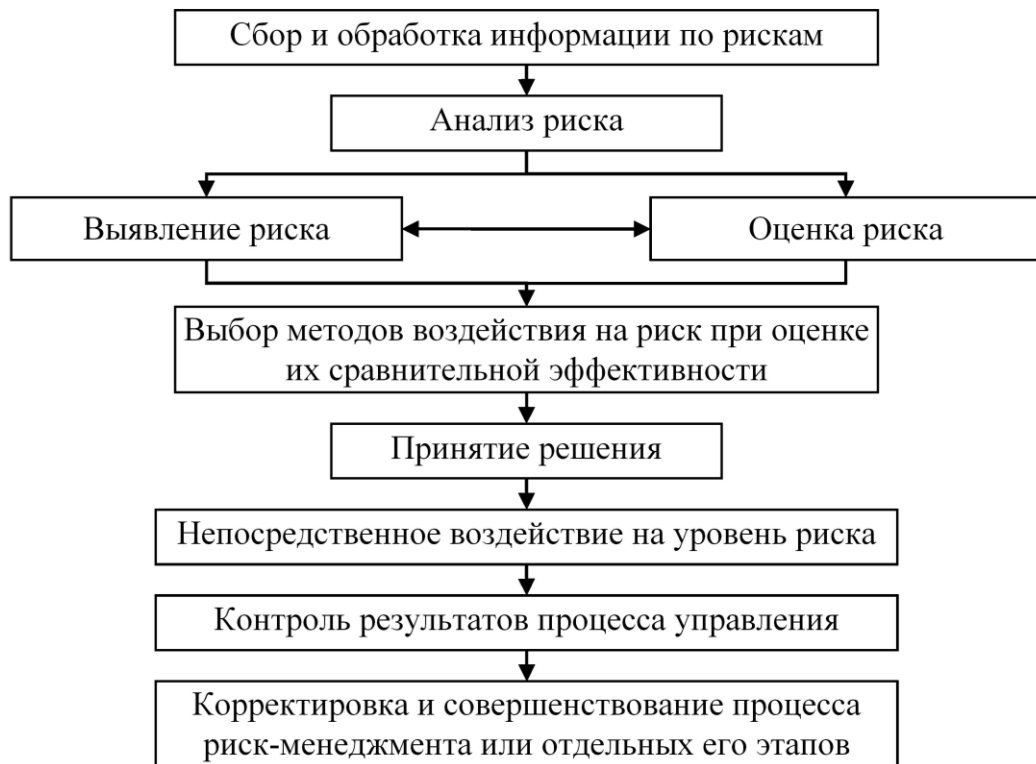 Сбор и обработка информации по рискам
Анализ риска
Выявление риска
Оценка риска
Выбор методов воздействия на риск при оценке
их сравнительной эффективности
Принятие решения
Непосредственное воздействие на уровень риска
Контроль результатов процесса управления
Корректировка и совершенствование процесса
риск-менеджмента или отдельных его этапов